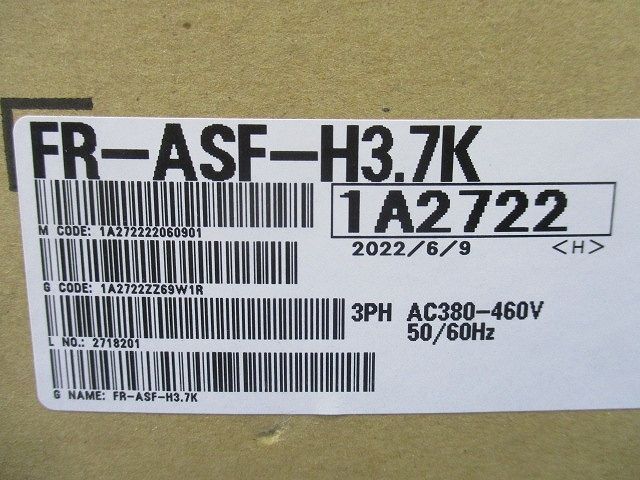 FR-ASF-H3.7K
1A2722
M CODE: 1A272222060901
2022/6/9 <H>
G CODE: 1A2722ZZ69W1R
3PH AC380-460V
50/60Hz
L NO.: 2718201
G NAME: FR-ASF-H3.7K